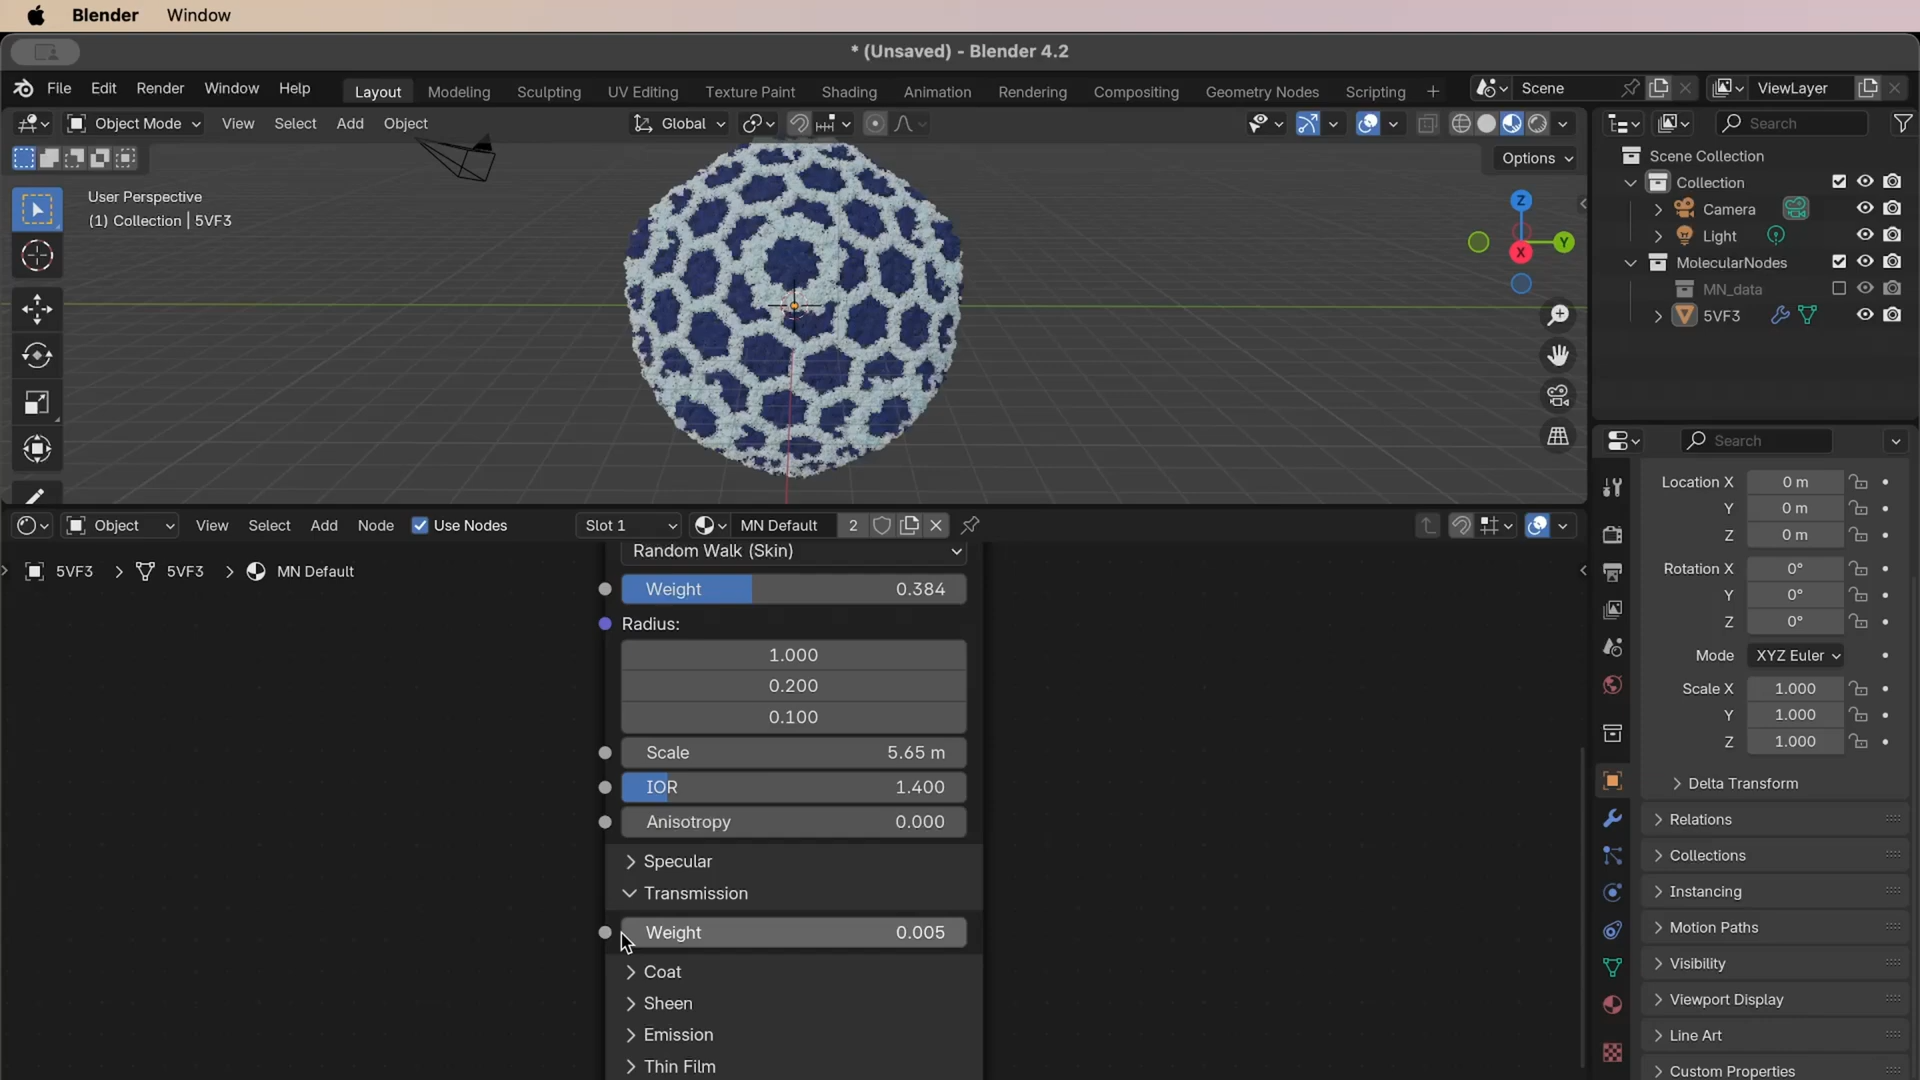 Blender Window
* (Unsaved) - Blender 4.2
File Edit Render Window Help Layout Modeling Sculpting UV Editing Texture Paint Shading Animation Rendering Compositing Geometry Nodes Scripting + Scene ViewLayer
Object Mode View Select Add Object Global Search
Options
User Perspective
(1) Collection | 5VF3
Z
Y
X
Scene Collection
Collection
Camera
Light
MolecularNodes
MN_data
5VF3
Search
Location X 0 m
Y 0 m
Z 0 m
Rotation X 0°
Y 0°
Z 0°
Mode XYZ Euler
Scale X 1.000
Y 1.000
Z 1.000
Delta Transform
Relations
Collections
Instancing
Motion Paths
Visibility
Viewport Display
Line Art
Custom Properties
Object View Select Add Node Use Nodes Slot 1 MN Default 2
5VF3 > 5VF3 > MN Default
Random Walk (Skin)
Weight 0.384
Radius:
1.000
0.200
0.100
Scale 5.65 m
IOR 1.400
Anisotropy 0.000
Specular
Transmission
Weight 0.005
Coat
Sheen
Emission
Thin Film